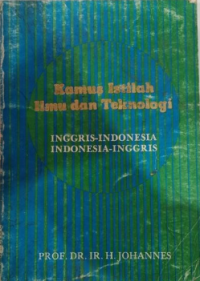 Kamus Istilah
Ilmu dan Teknologi
INGGRIS-INDONESIA
INDONESIA-INGGRIS
PROF. DR. IR. H. JOHANNES